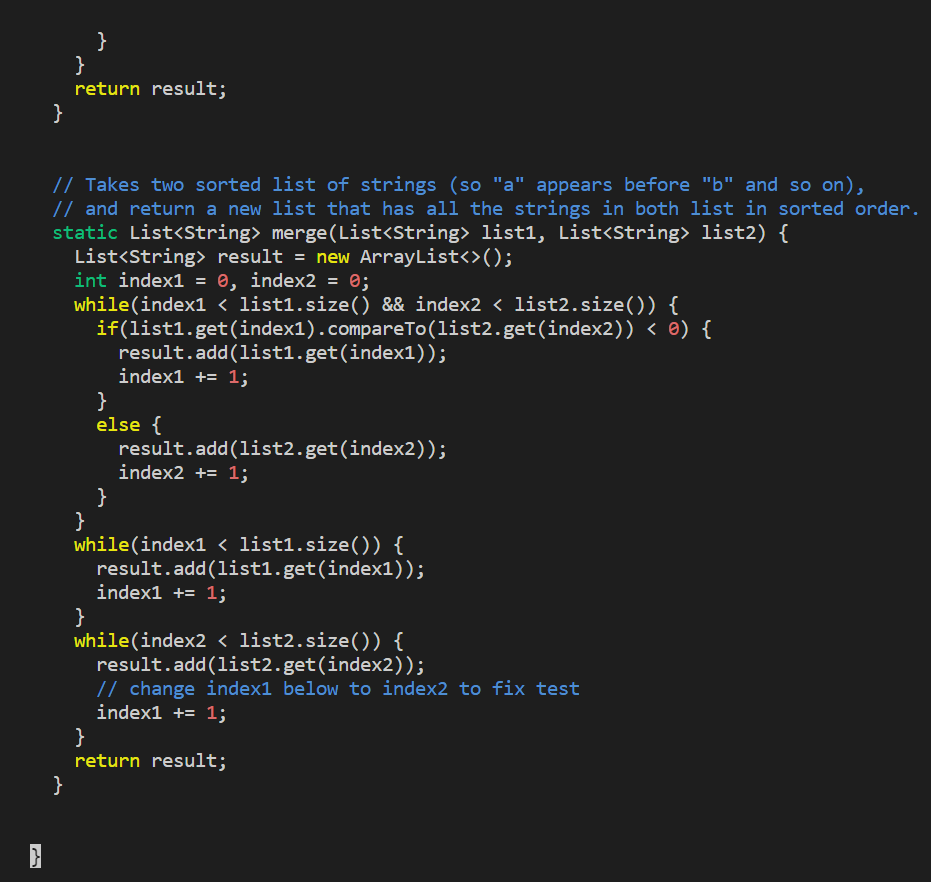 }
    }
    return result;
  }
  // Takes two sorted list of strings (so "a" appears before "b" and so on),
  // and return a new list that has all the strings in both list in sorted order.
  static List<String> merge(List<String> list1, List<String> list2) {
    List<String> result = new ArrayList<>();
    int index1 = 0, index2 = 0;
    while(index1 < list1.size() && index2 < list2.size()) {
      if(list1.get(index1).compareTo(list2.get(index2)) < 0) {
        result.add(list1.get(index1));
        index1 += 1;
      }
      else {
        result.add(list2.get(index2));
        index2 += 1;
      }
    }
    while(index1 < list1.size()) {
      result.add(list1.get(index1));
      index1 += 1;
    }
    while(index2 < list2.size()) {
      result.add(list2.get(index2));
      // change index1 below to index2 to fix test
      index1 += 1;
    }
    return result;
  }
}